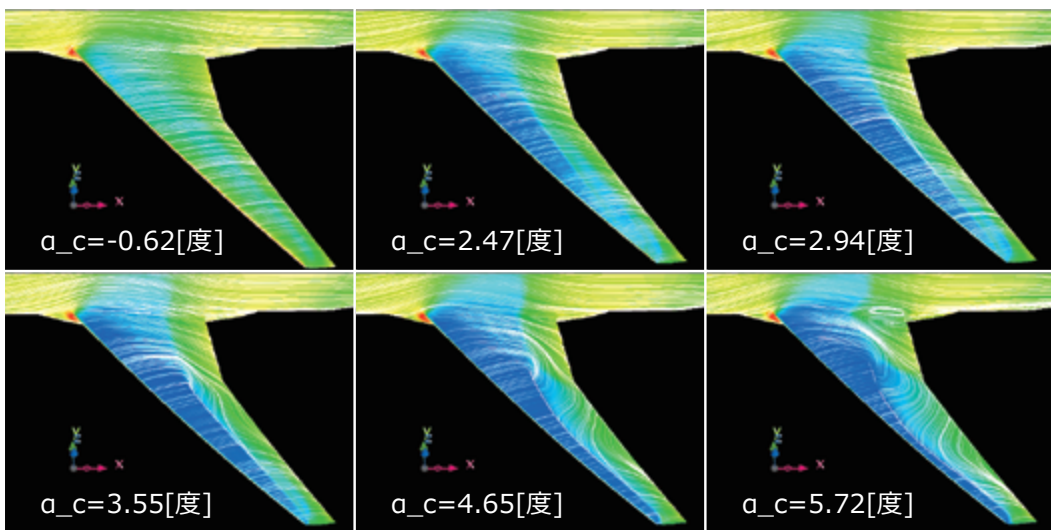 Y
Z
X
α_c=-0.62[度]
Y
Z
X
α_c=2.47[度]
Y
Z
X
α_c=2.94[度]
Y
Z
X
α_c=3.55[度]
Y
Z
X
α_c=4.65[度]
Y
Z
X
α_c=5.72[度]